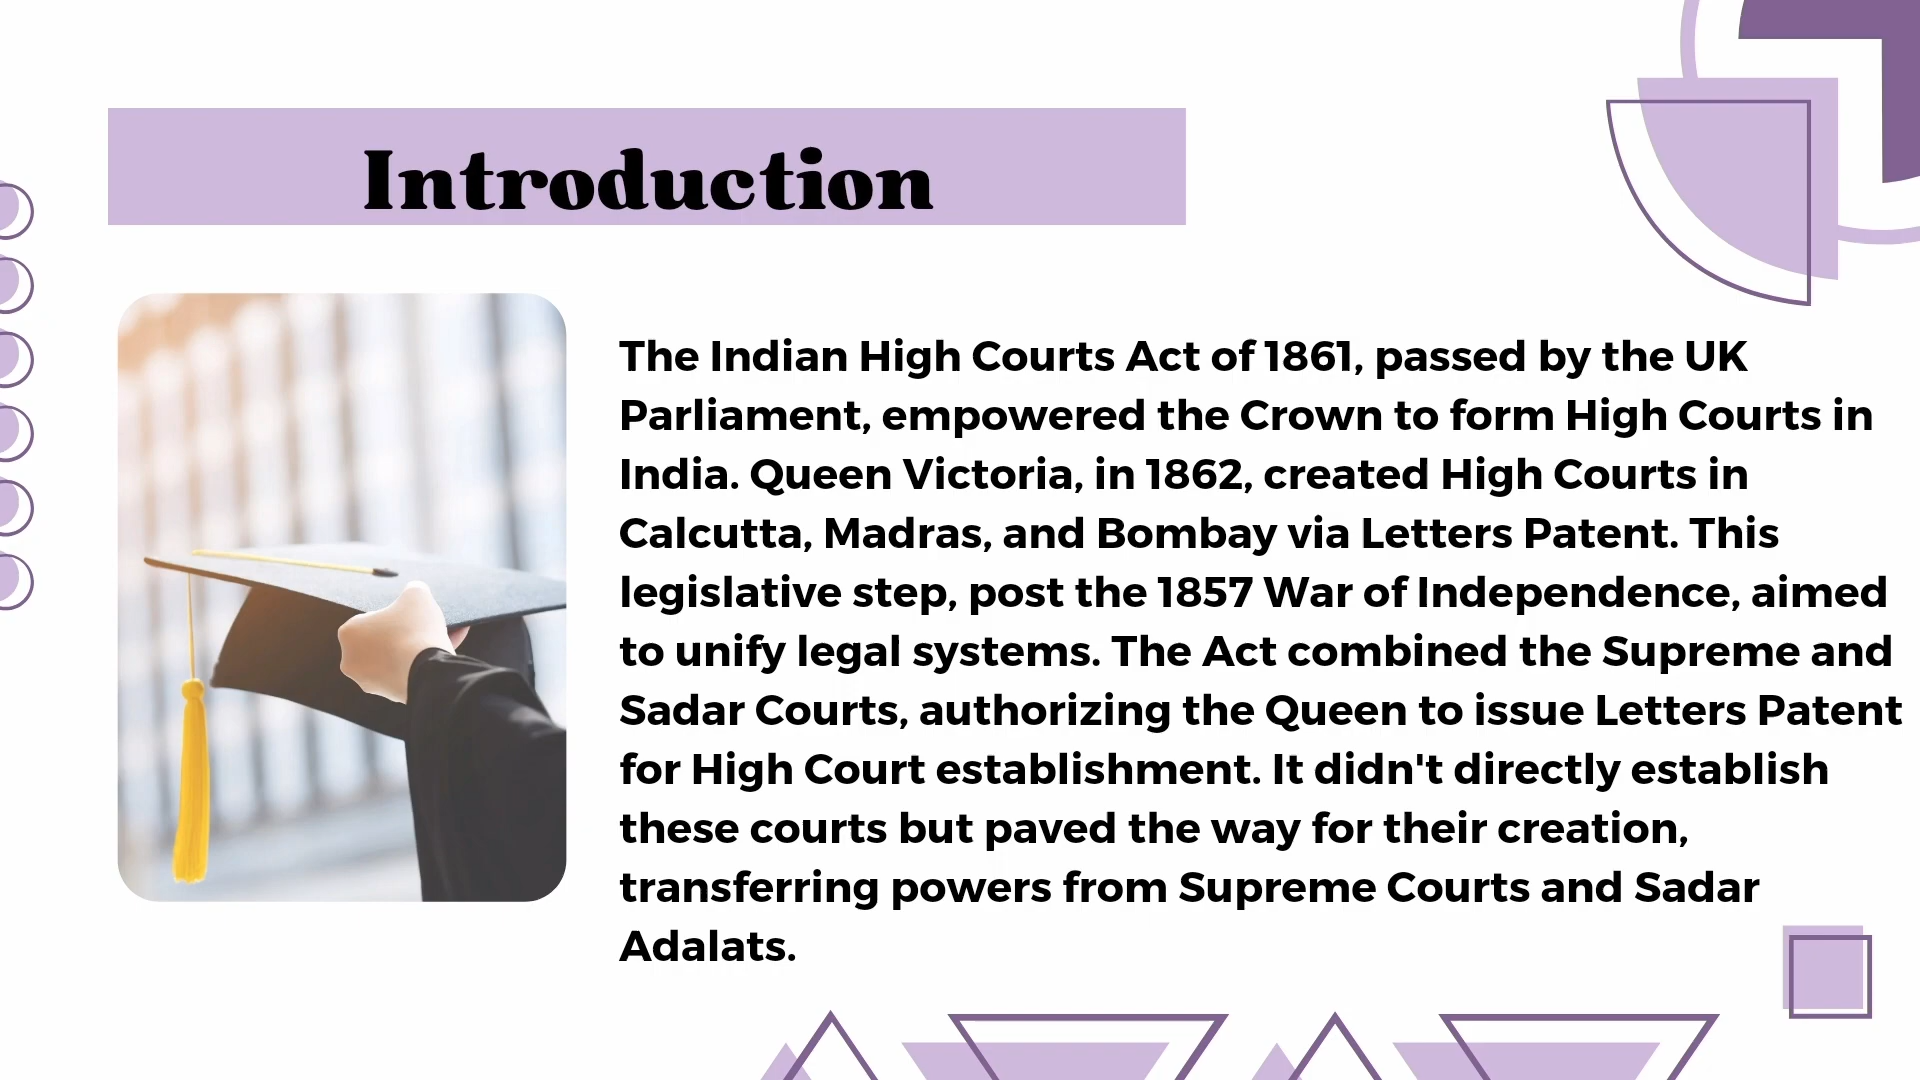 Introduction
The Indian High Courts Act of 1861, passed by the UK
Parliament, empowered the Crown to form High Courts in
India. Queen Victoria, in 1862, created High Courts in
Calcutta, Madras, and Bombay via Letters Patent. This
legislative step, post the 1857 War of Independence, aimed
to unify legal systems. The Act combined the Supreme and
Sadar Courts, authorizing the Queen to issue Letters Patent
for High Court establishment. It didn't directly establish
these courts but paved the way for their creation,
transferring powers from Supreme Courts and Sadar
Adalats.